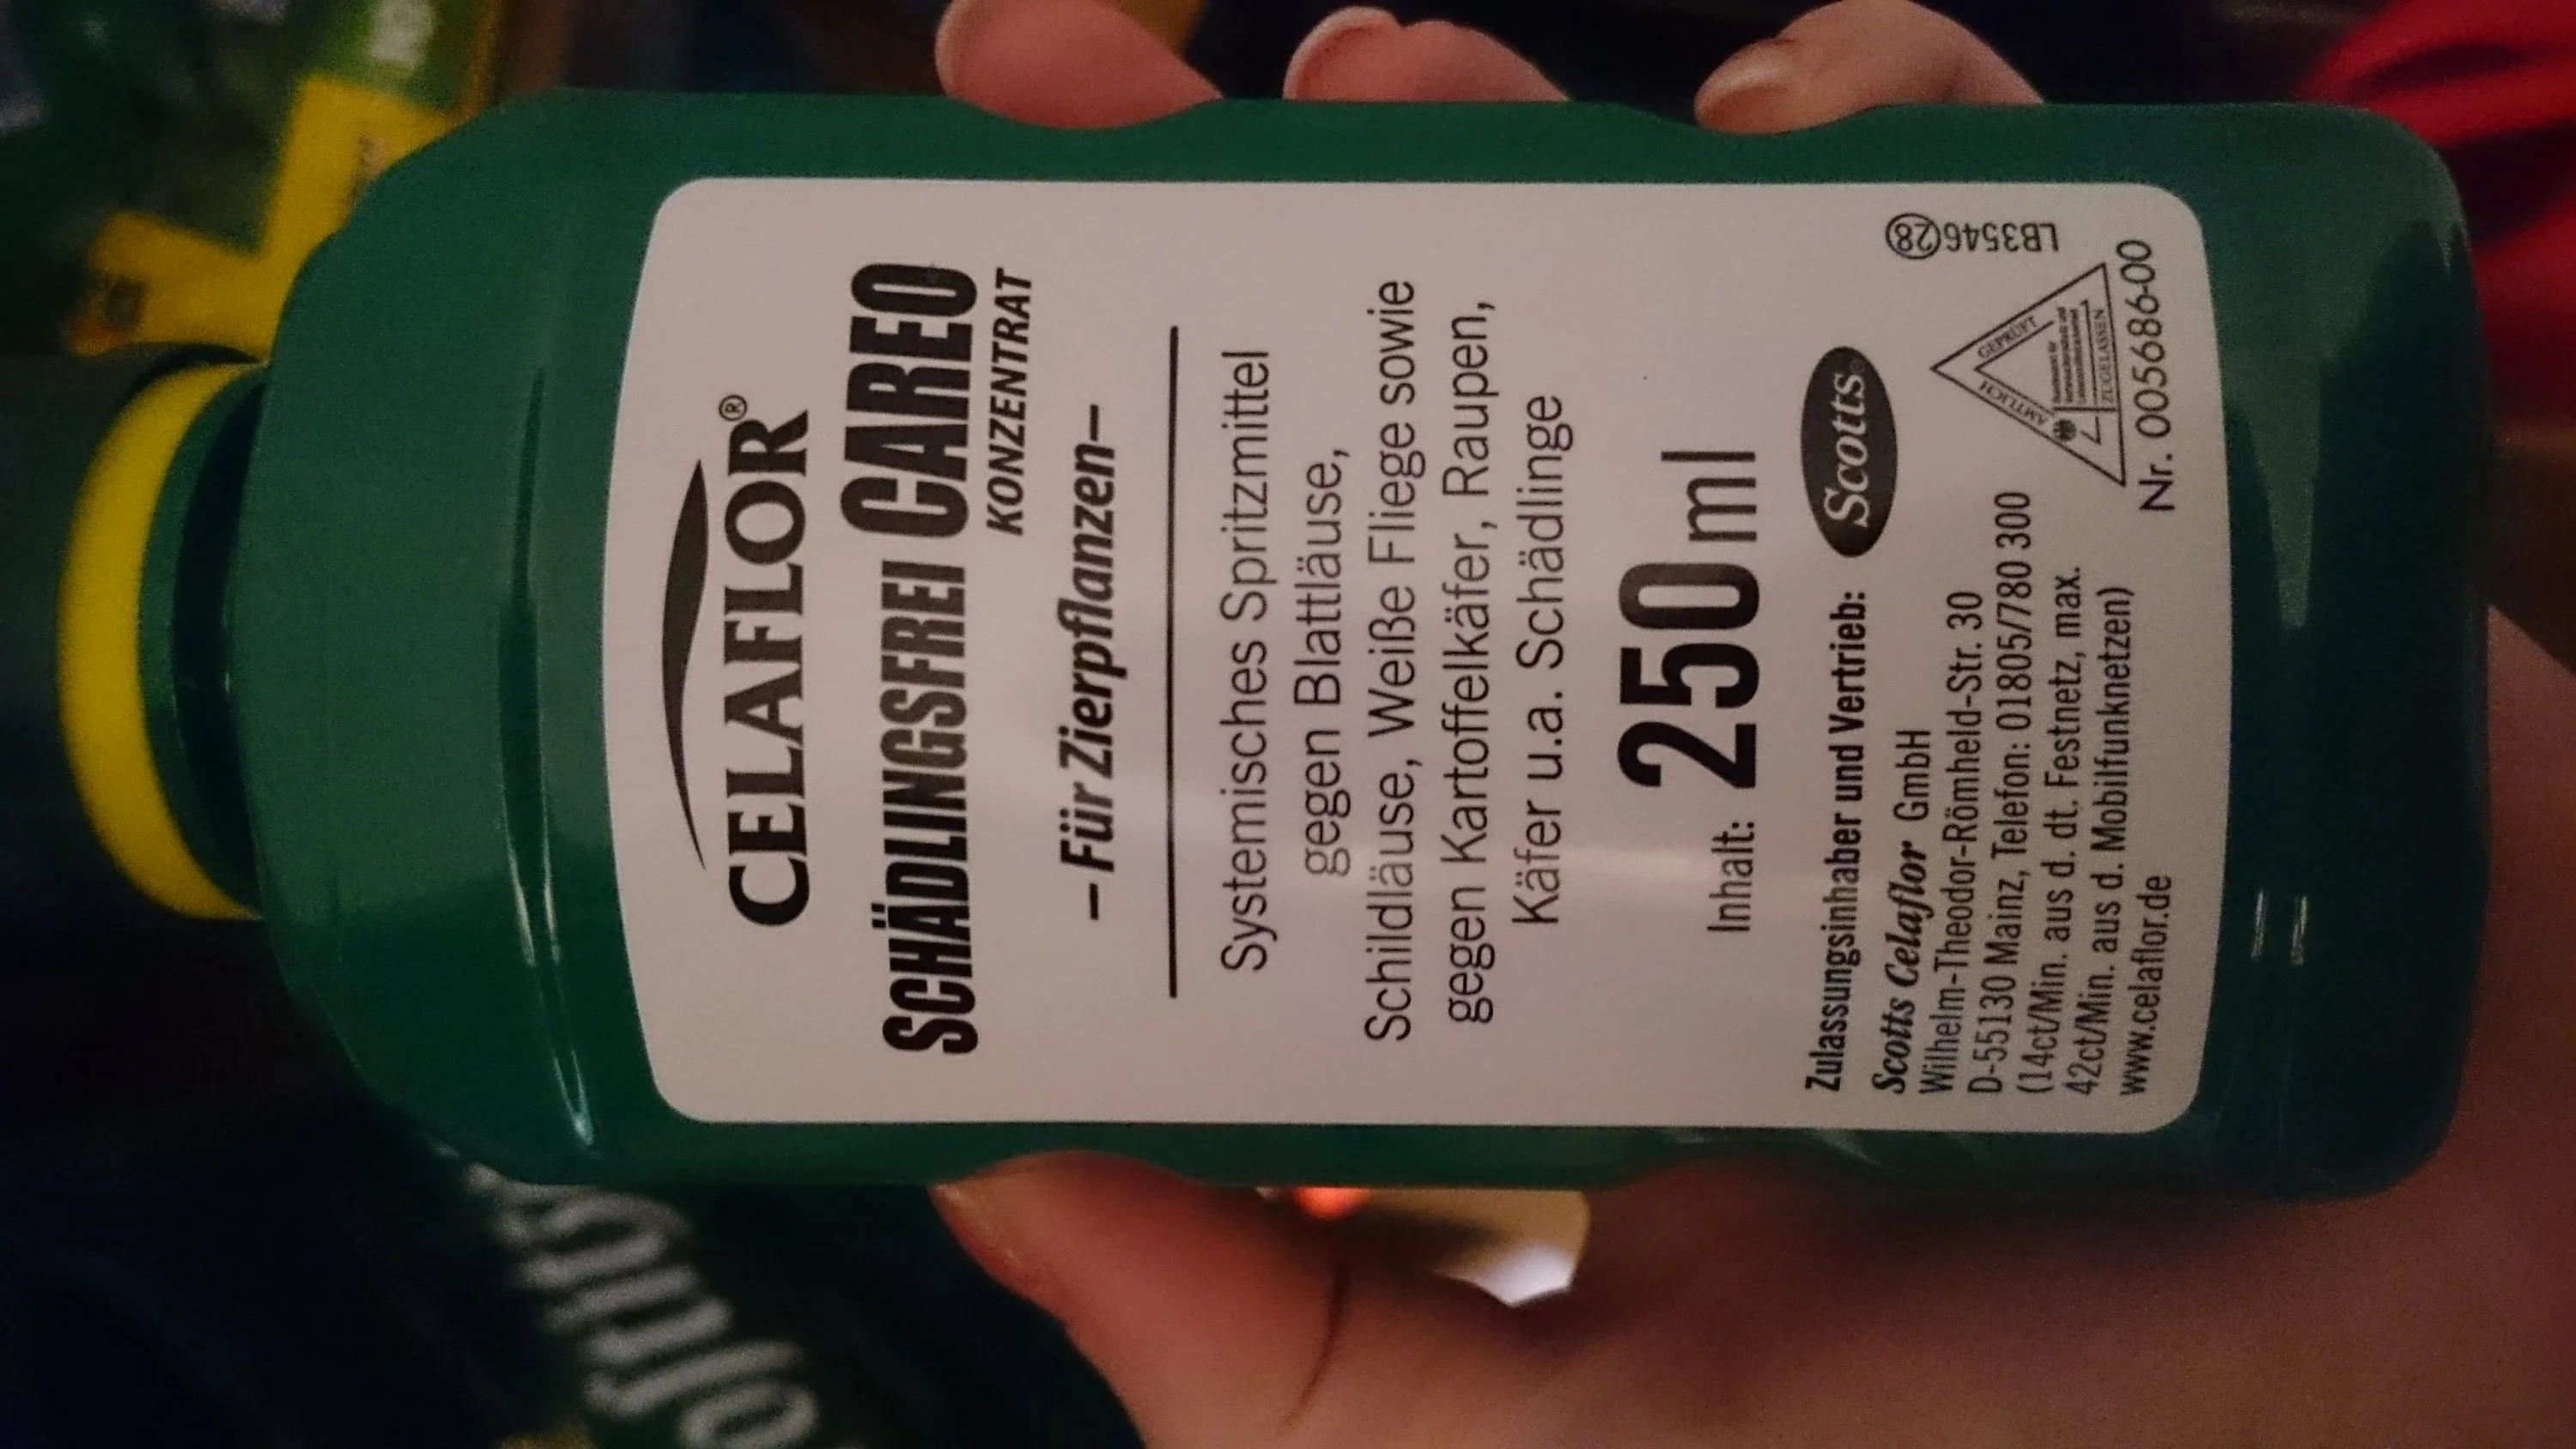 CELAFLOR®
SCHÄDLINGSFREI CAREO
KONZENTRAT
–Für Zierpflanzen–
Systemisches Spritzmittel
gegen Blattläuse,
Schildläuse, Weiße Fliege sowie
gegen Kartoffelkäfer, Raupen,
Käfer u.a. Schädlinge
Inhalt: 250 ml
Zulassungsinhaber und Vertrieb:
Scotts
Scotts Celaflor GmbH
Wilhelm-Theodor-Römheld-Str. 30
D-55130 Mainz, Telefon: 01805/780 300
(14ct/Min. aus d. dt. Festnetz, max.
42ct/Min. aus d. Mobilfunknetzen)
www.celaflor.de
LB3546 28
AMTLICH GEPRÜFT
ZUGELASSEN
Nr. 005686-00